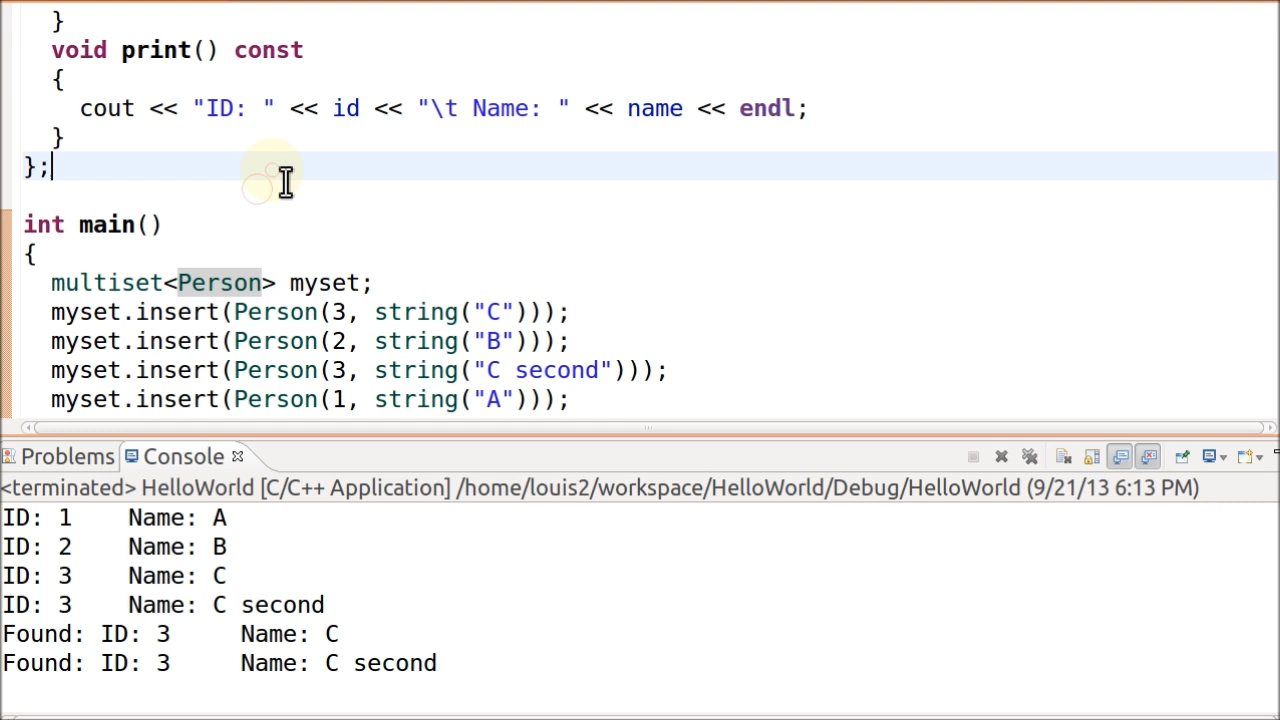 }
void print() const
{
cout << "ID: " << id << "\t Name: " << name << endl;
}
};
int main()
{
multiset<Person> myset;
myset.insert(Person(3, string("C")));
myset.insert(Person(2, string("B")));
myset.insert(Person(3, string("C second")));
myset.insert(Person(1, string("A")));
Problems Console
<terminated> HelloWorld [C/C++ Application] /home/louis2/workspace/HelloWorld/Debug/HelloWorld (9/21/13 6:13 PM)
ID: 1 Name: A
ID: 2 Name: B
ID: 3 Name: C
ID: 3 Name: C second
Found: ID: 3 Name: C
Found: ID: 3 Name: C second